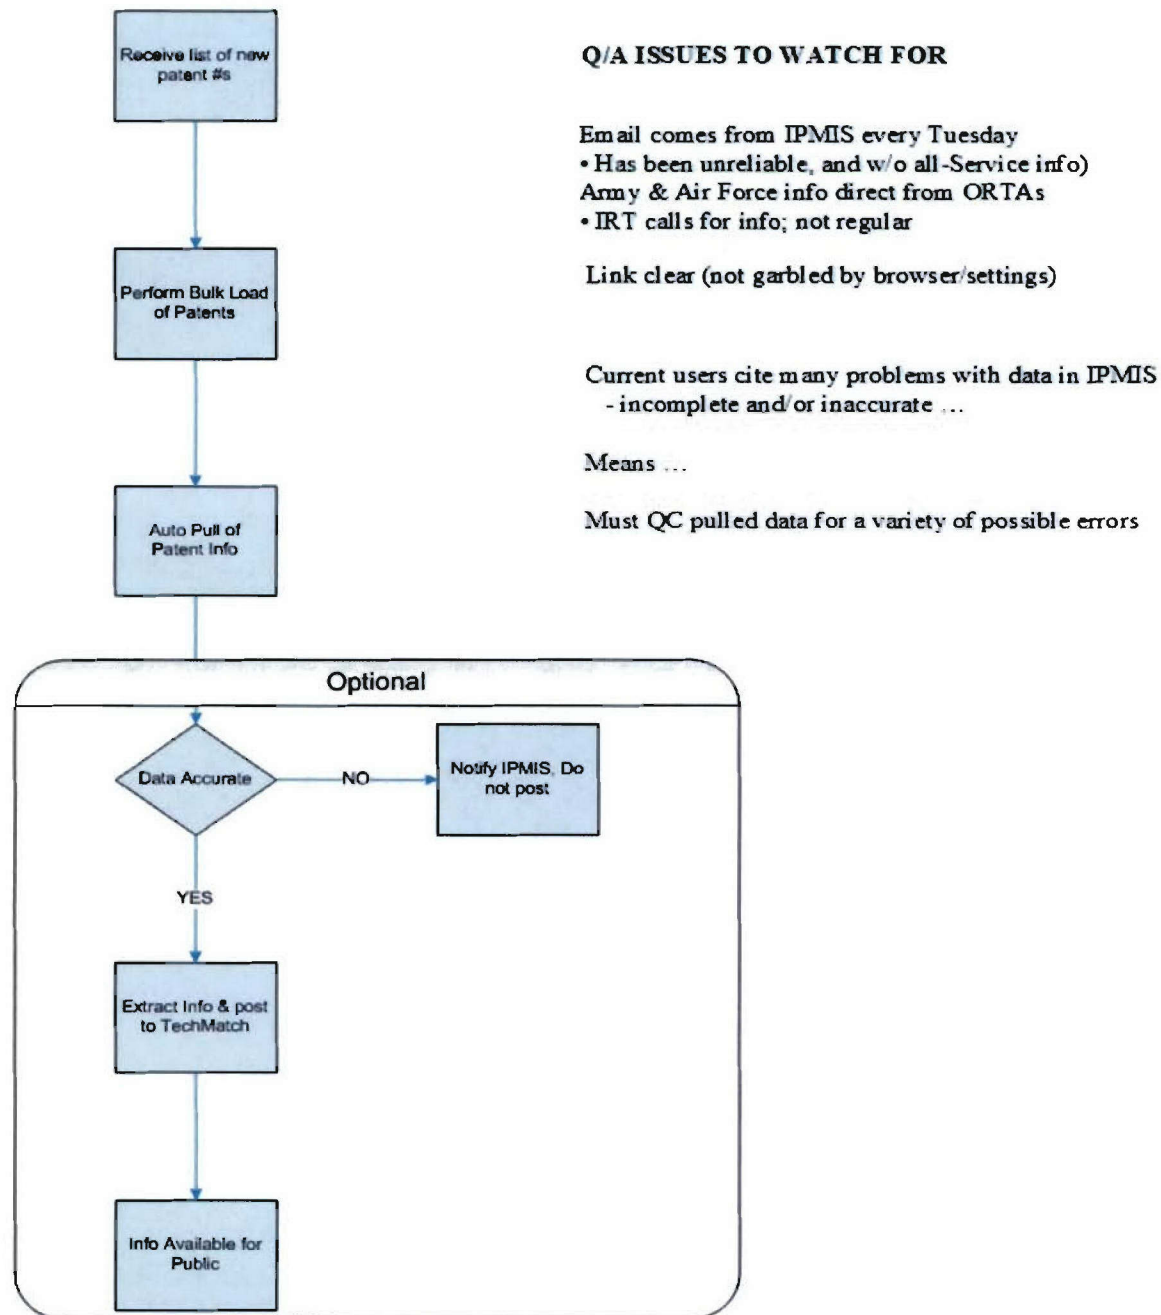 Receive list of new
patent #s
Q/A ISSUES TO WATCH FOR
Email comes from IPMIS every Tuesday
• Has been unreliable, and w/o all-Service info)
Army & Air Force info direct from ORTAs
• IRT calls for info; not regular
Perform Bulk Load
of Patents
Link clear (not garbled by browser/settings)
Current users cite many problems with data in IPMIS
- incomplete and/or inaccurate …
Means …
Must QC pulled data for a variety of possible errors
Auto Pull of
Patent Info
Optional
Data Accurate
NO
Notify IPMIS, Do
not post
YES
Extract Info & post
to TechMatch
Info Available for
Public